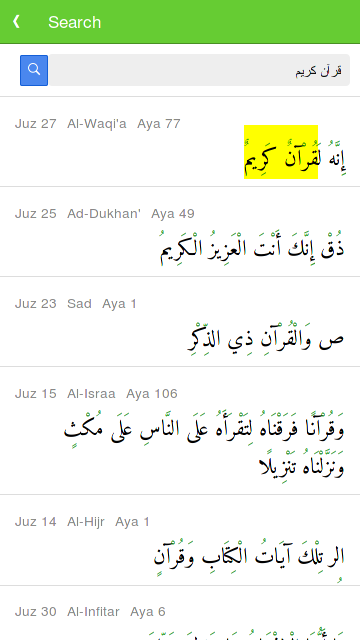 Search
قرآن كريم
Juz 27 Al-Waqi'a Aya 77
إِنَّهُ لَقُرْآنٌ كَرِيمٌ
Juz 25 Ad-Dukhan' Aya 49
ذُقْ إِنَّكَ أَنْتَ الْعَزِيزُ الْكَرِيمُ
Juz 23 Sad Aya 1
ص وَالْقُرْآنِ ذِي الذِّكْرِ
Juz 15 Al-Israa Aya 106
وَقُرْآنًا فَرَقْنَاهُ لِتَقْرَأَهُ عَلَى النَّاسِ عَلَى مُكْثٍ
وَنَزَّلْنَاهُ تَنْزِيلًا
Juz 14 Al-Hijr Aya 1
الر تِلْكَ آيَاتُ الْكِتَابِ وَقُرْآنٍ
Juz 30 Al-Infitar Aya 6